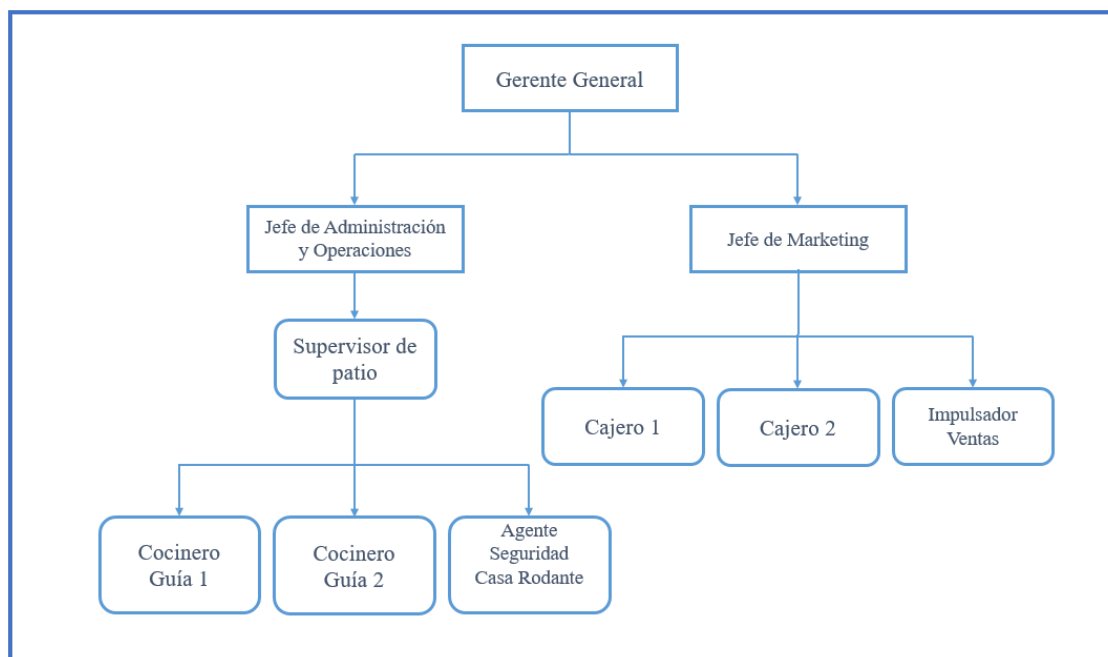 Gerente General
Jefe de Administración
y Operaciones
Jefe de Marketing
Supervisor de
patio
Cajero 1
Cajero 2
Impulsador
Ventas
Cocinero
Guía 1
Cocinero
Guía 2
Agente
Seguridad
Casa Rodante